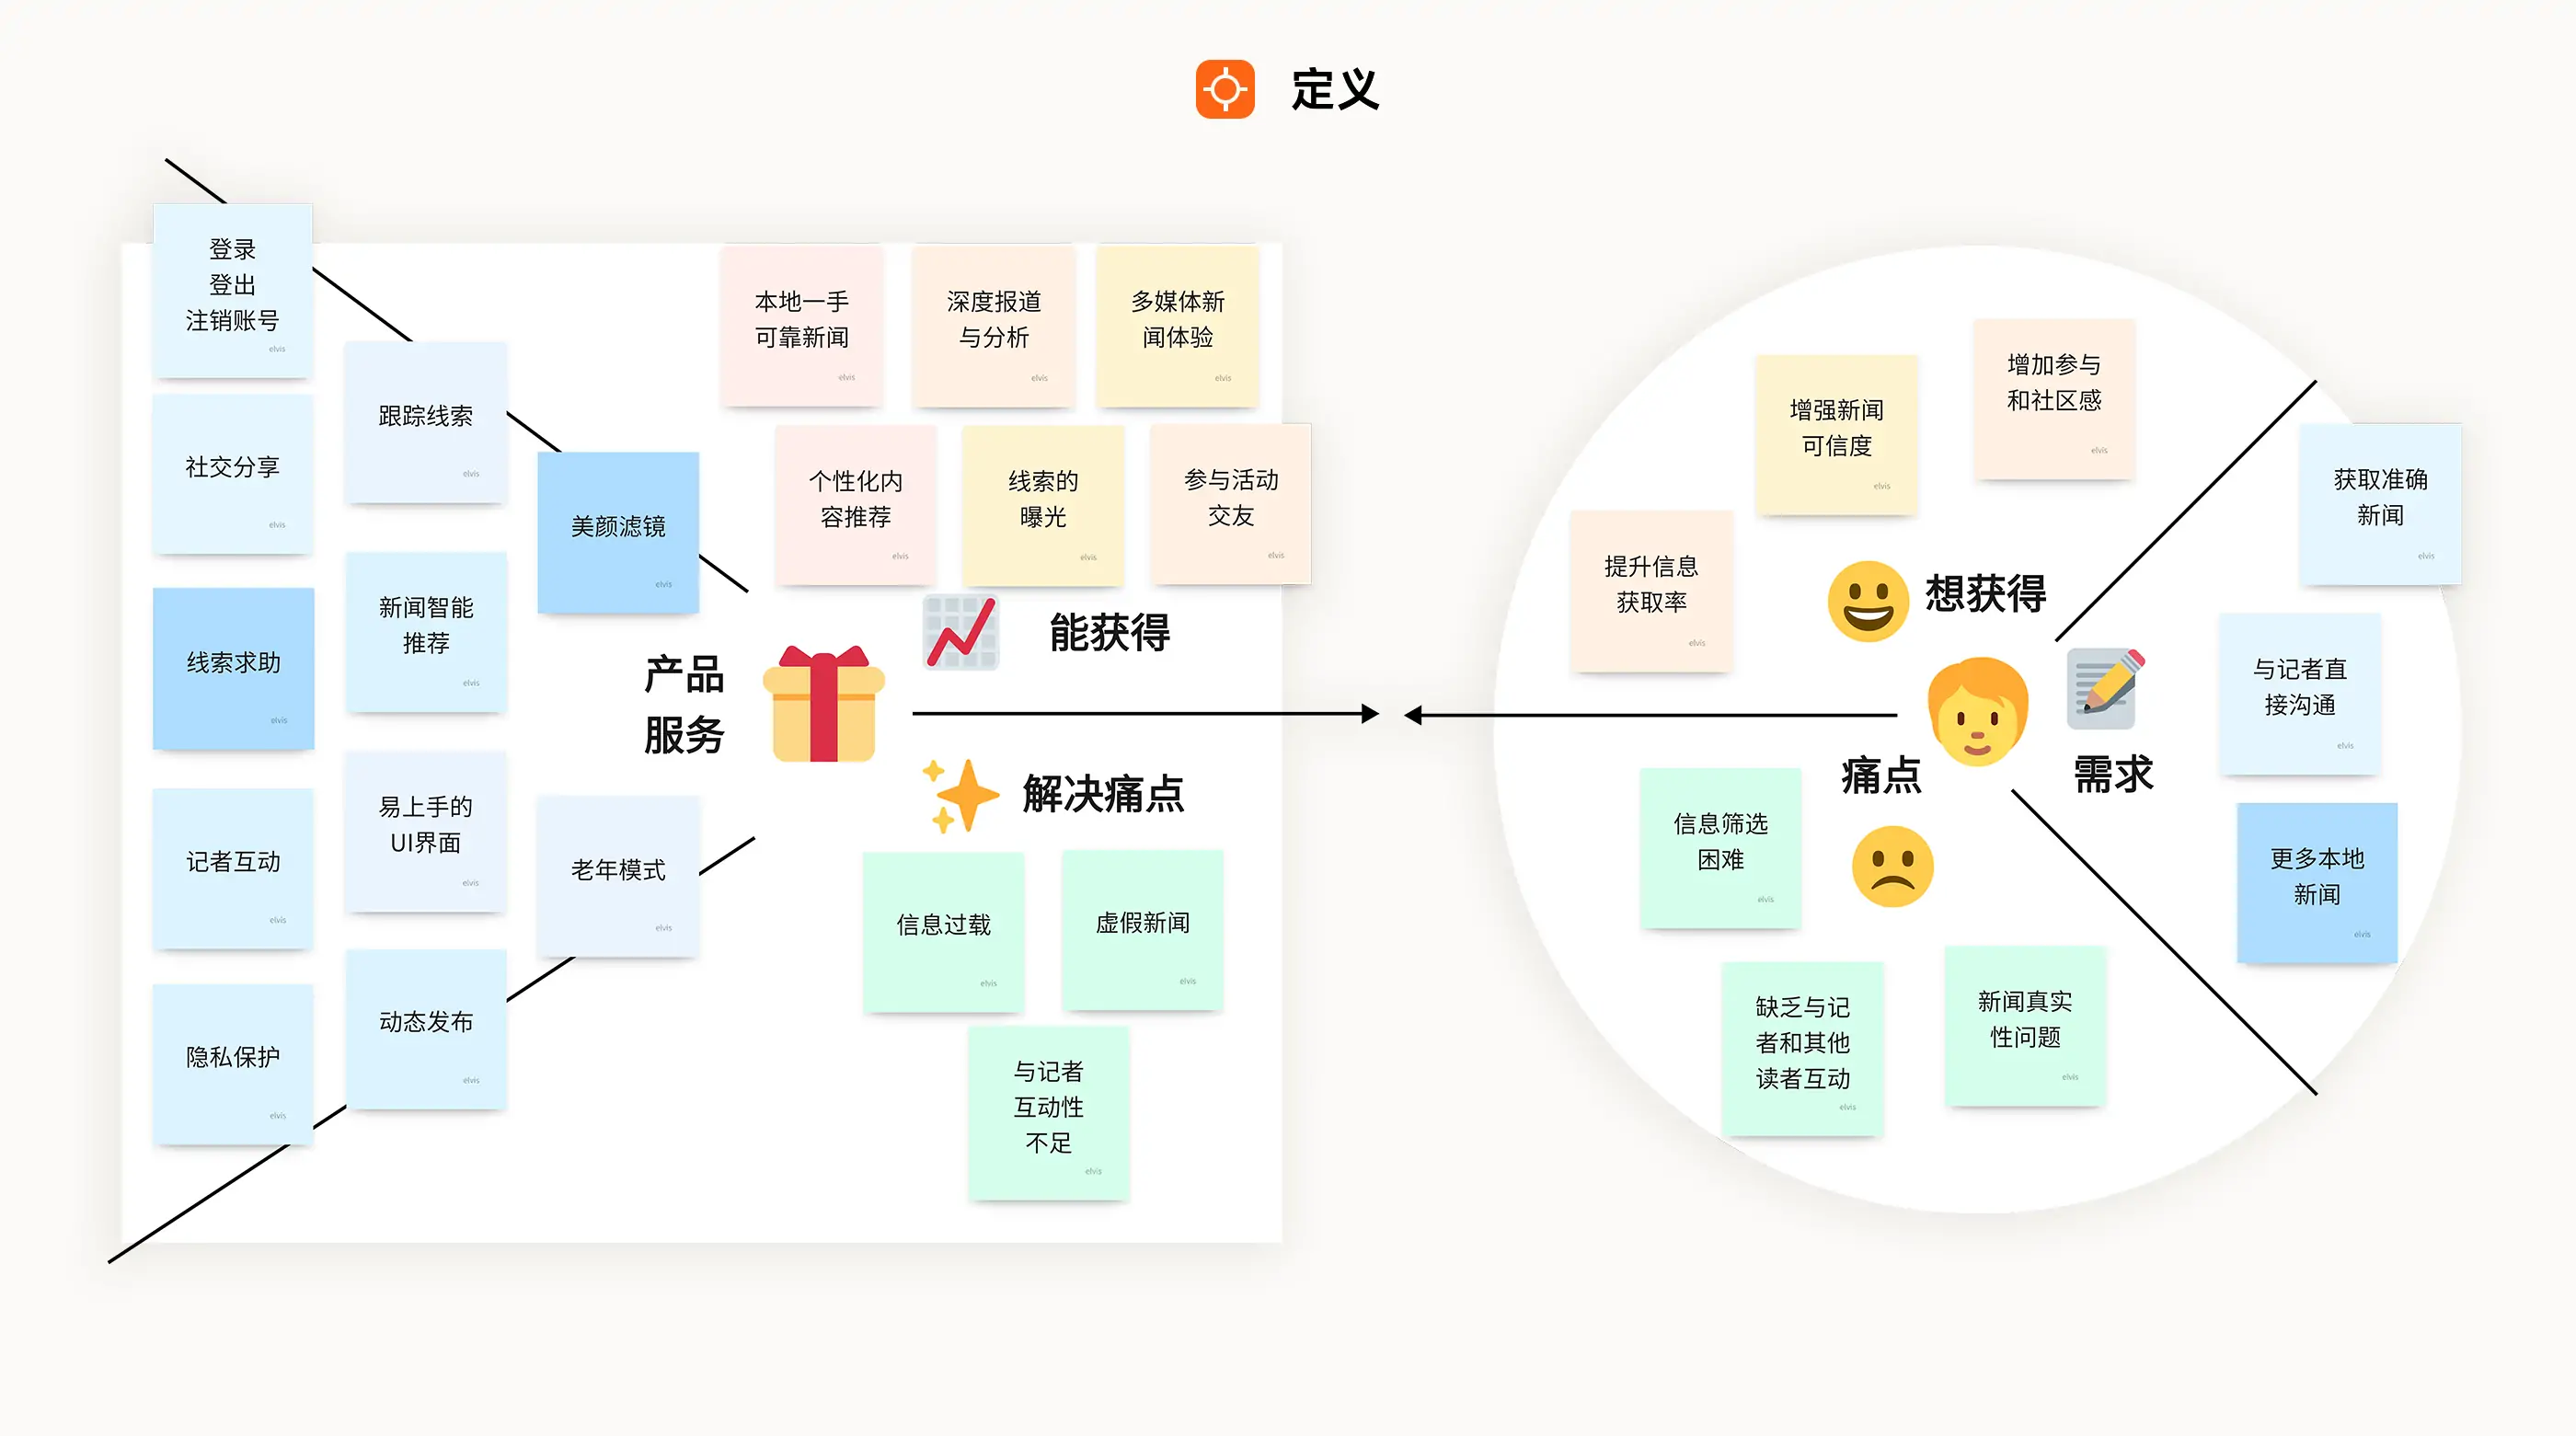 定义
登录
登出
注销账号
elvis
社交分享
elvis
线索求助
elvis
记者互动
elvis
隐私保护
elvis
跟踪线索
elvis
新闻智能
推荐
elvis
易上手的
UI界面
elvis
动态发布
elvis
美颜滤镜
elvis
老年模式
elvis
产品
服务
本地一手
可靠新闻
elvis
深度报道
与分析
elvis
多媒体新
闻体验
elvis
个性化内
容推荐
elvis
线索的
曝光
elvis
参与活动
交友
elvis
能获得
解决痛点
信息过载
elvis
虚假新闻
elvis
与记者
互动性
不足
elvis
增强新闻
可信度
elvis
增加参与
和社区感
elvis
提升信息
获取率
elvis
想获得
痛点
信息筛选
困难
elvis
缺乏与记
者和其他
读者互动
elvis
新闻真实
性问题
elvis
需求
获取准确
新闻
elvis
与记者直
接沟通
elvis
更多本地
新闻
elvis